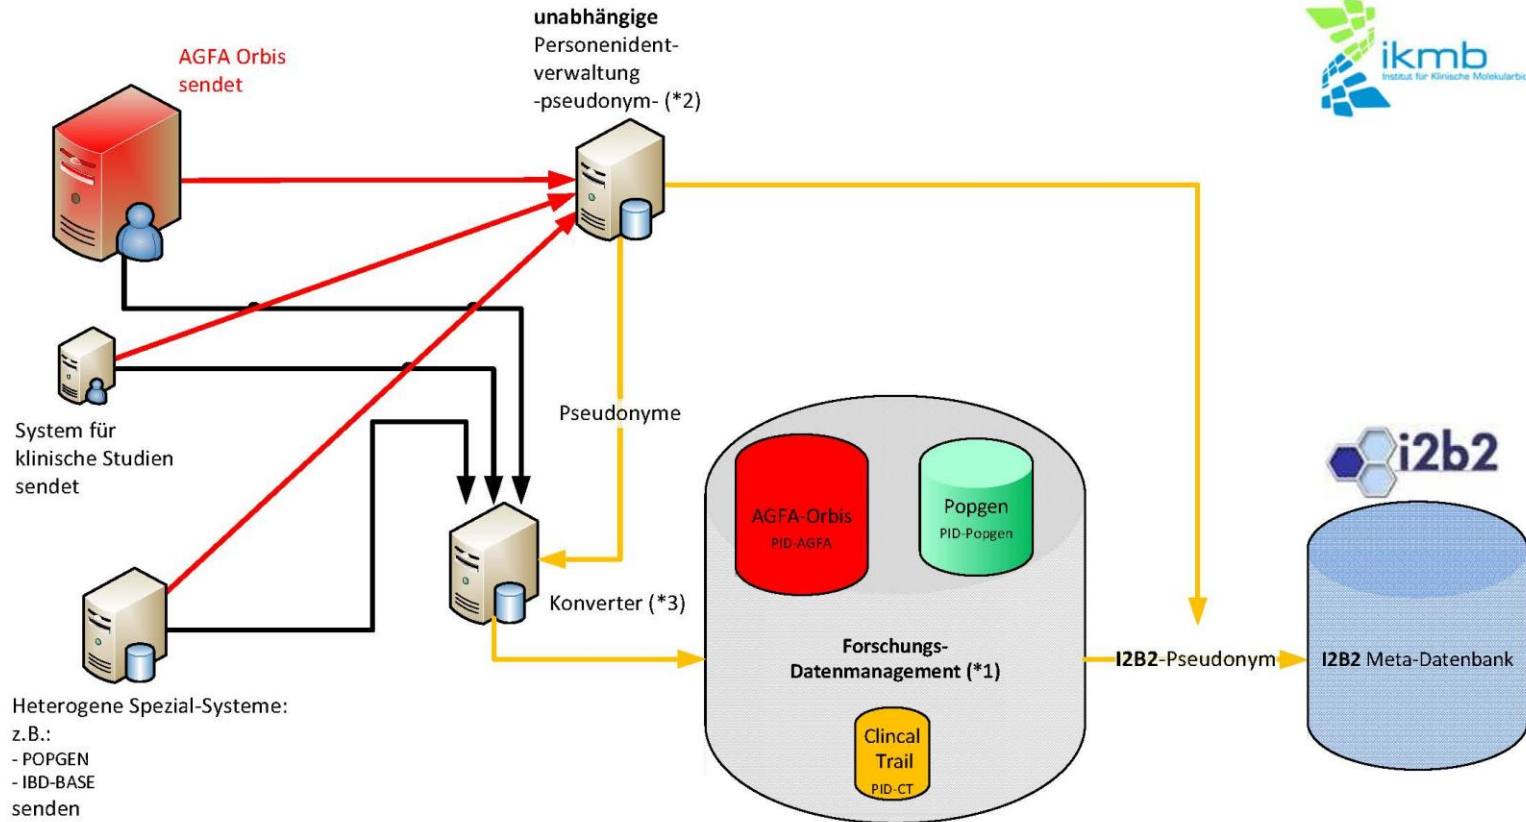 unabhängige
Personenident-
verwaltung
-pseudonym- (*2)
AGFA Orbis
sendet
ikmb
Institut für Klinische Molekularbio
System für
klinische Studien
sendet
Pseudonyme
Konverter (*3)
Heterogene Spezial-Systeme:
z.B.:
- POPGEN
- IBD-BASE
senden
AGFA-Orbis
PID-AGFA
Popgen
PID-Popgen
Forschungs-
Datenmanagement (*1)
Clincal
Trail
PID-CT
I2B2-Pseudonym
i2b2
I2B2 Meta-Datenbank